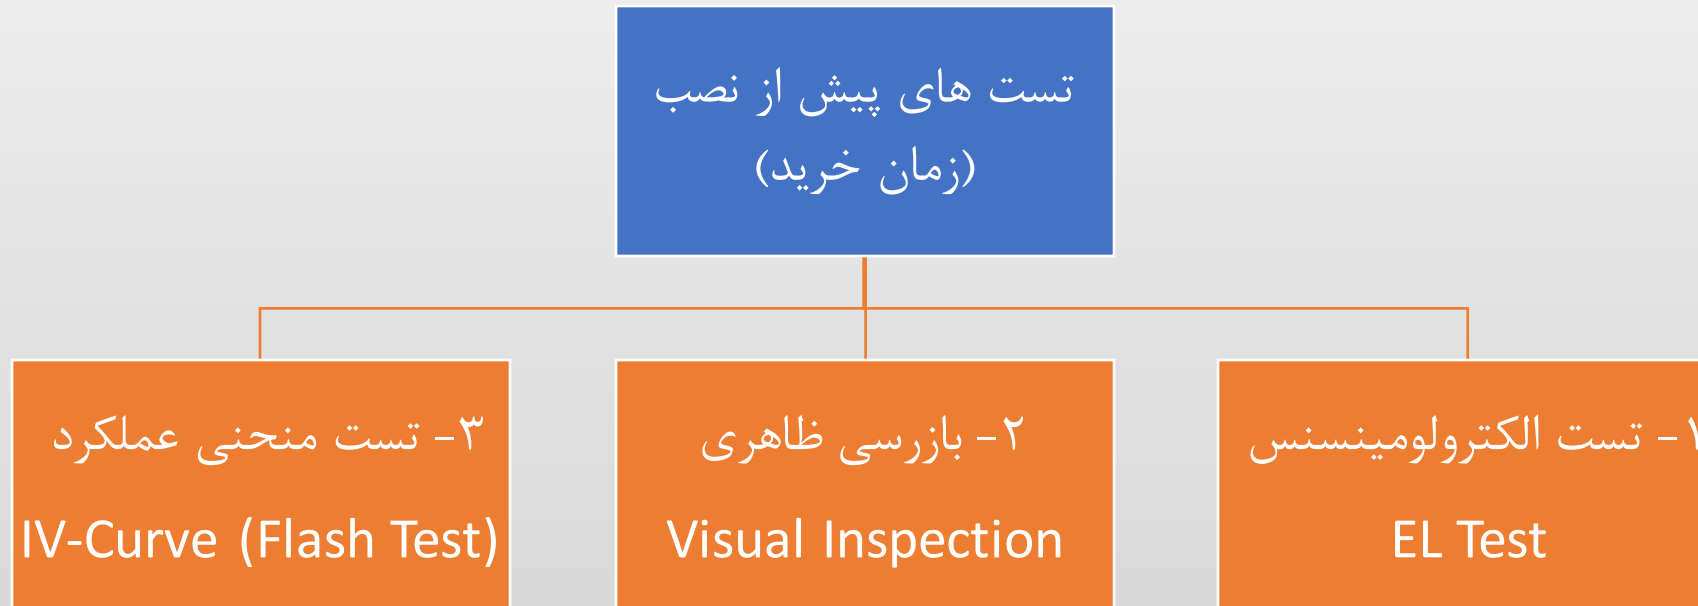 تست های پیش از نصب
(زمان خرید)
۱- تست الکترولومینسنس
EL Test
۲- بازرسی ظاهری
Visual Inspection
۳- تست منحنی عملکرد
IV-Curve (Flash Test)